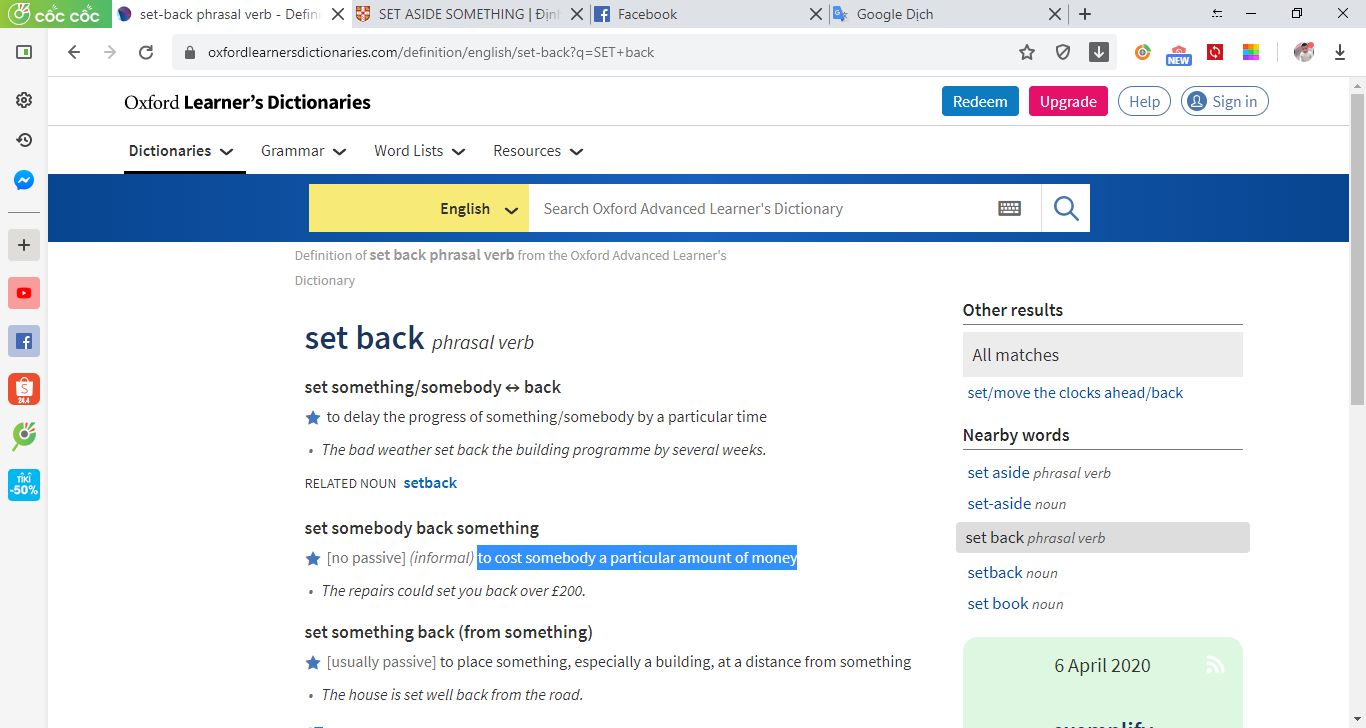 cốc cốc
set-back phrasal verb - Defini
SET ASIDE SOMETHING | Định
Facebook
Google Dịch
oxfordlearnersdictionaries.com/definition/english/set-back?q=SET+back
NEW
Oxford Learner's Dictionaries
Redeem
Upgrade
Help
Sign in
Dictionaries
Grammar
Word Lists
Resources
English
Search Oxford Advanced Learner's Dictionary
Definition of set back phrasal verb from the Oxford Advanced Learner's
Dictionary
set back phrasal verb
set something/somebody ↔ back
to delay the progress of something/somebody by a particular time
• The bad weather set back the building programme by several weeks.
RELATED NOUN setback
set somebody back something
[no passive] (informal) to cost somebody a particular amount of money
• The repairs could set you back over £200.
set something back (from something)
[usually passive] to place something, especially a building, at a distance from something
• The house is set well back from the road.
Other results
All matches
set/move the clocks ahead/back
Nearby words
set aside phrasal verb
set-aside noun
set back phrasal verb
setback noun
set book noun
6 April 2020
exemplify
24.4
TIKI
-50%